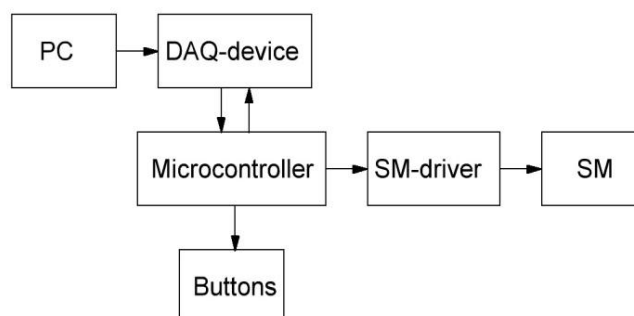 PC
DAQ-device
Microcontroller
SM-driver
SM
Buttons